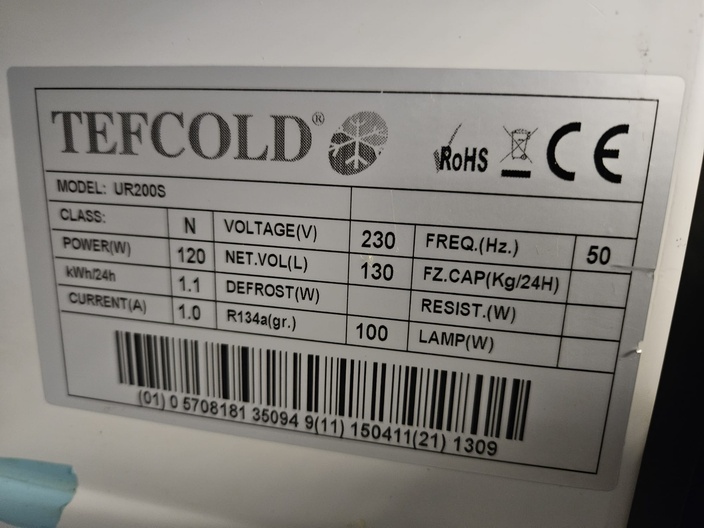 TEFCOLD®
RoHS CE
MODEL: UR200S
CLASS: N VOLTAGE(V) 230 FREQ.(Hz.) 50
POWER(W) 120 NET.VOL(L) 130 FZ.CAP(Kg/24H)
kWh/24h 1.1 DEFROST(W) RESIST.(W)
CURRENT(A) 1.0 R134a(gr.) 100 LAMP(W)
(01) 0 5708181 35094 9(11) 150411(21) 1309